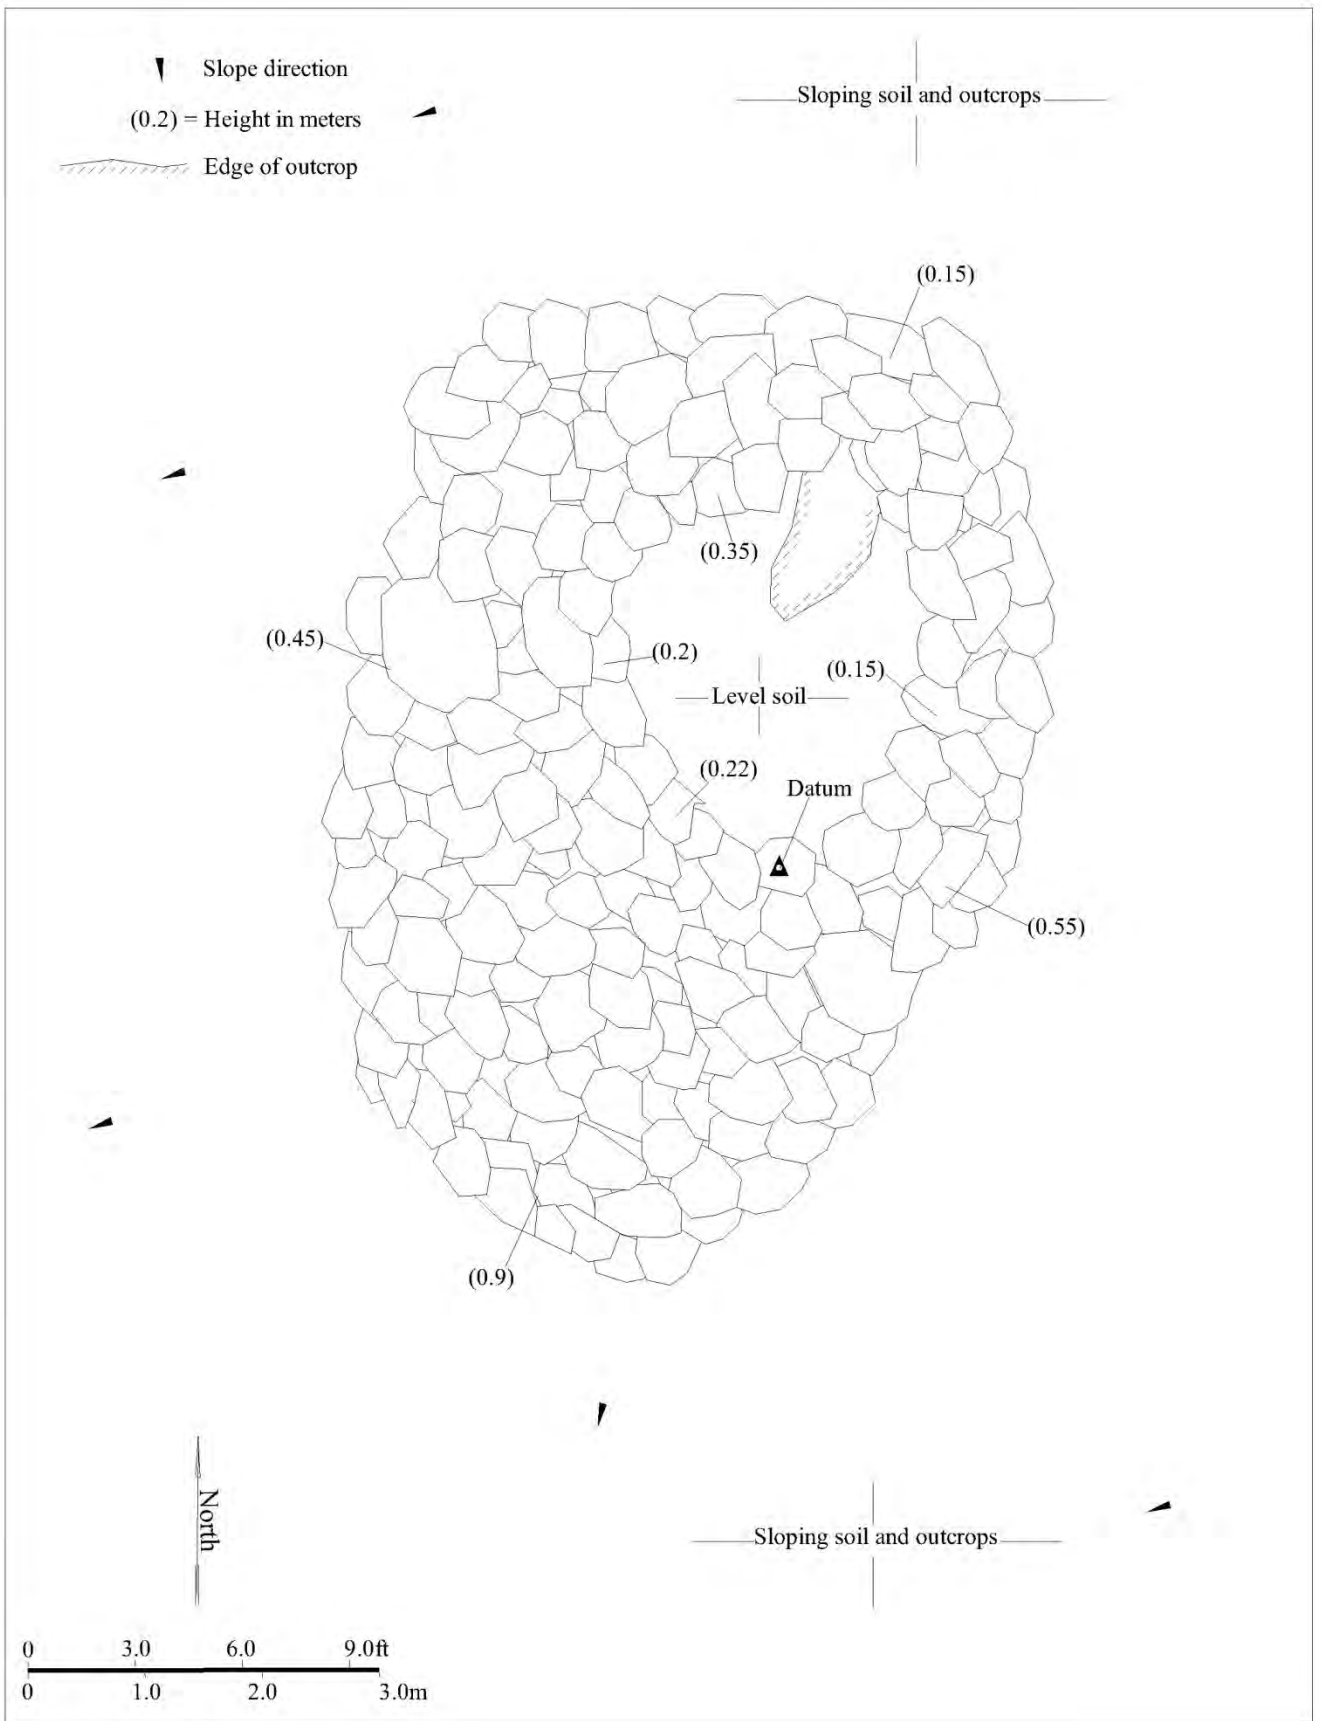 Slope direction
(0.2) = Height in meters
Edge of outcrop
Sloping soil and outcrops
(0.15)
(0.35)
(0.45)
(0.2)
(0.15)
Level soil
(0.22)
Datum
(0.55)
(0.9)
North
Sloping soil and outcrops
0 3.0 6.0 9.0ft
0 1.0 2.0 3.0m